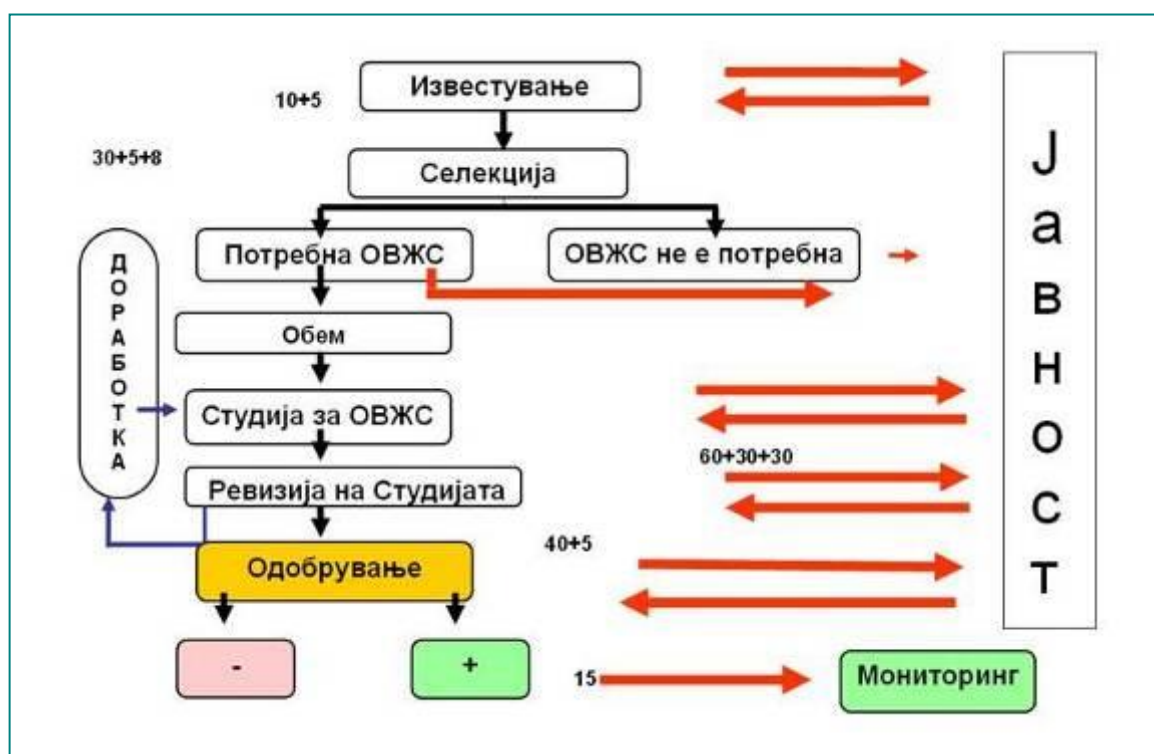 Известување
10+5
30+5+8
Селекција
Потребна ОВЖС
ОВЖС не е потребна
ДОРАБОТКА
Обем
Студија за ОВЖС
60+30+30
Ревизија на Студијата
40+5
Одобрување
-
+
15
Мониторинг
Јавност